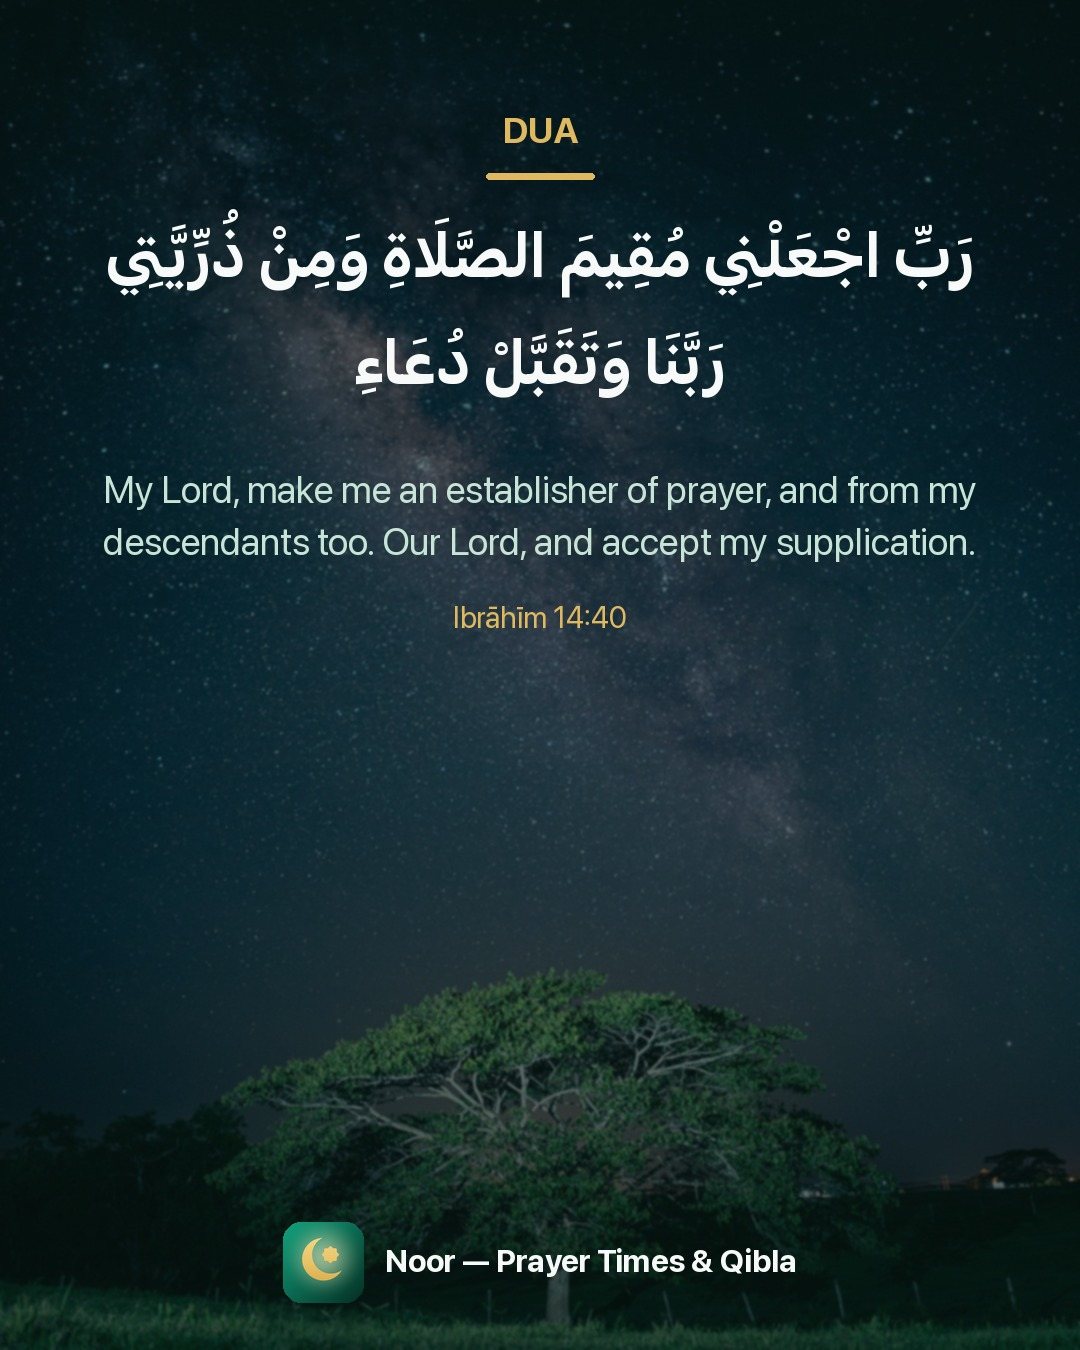 DUA
رَبِّ اجْعَلْنِي مُقِيمَ الصَّلَاةِ وَمِنْ ذُرِّيَّتِي
رَبَّنَا وَتَقَبَّلْ دُعَاءِ
My Lord, make me an establisher of prayer, and from my
descendants too. Our Lord, and accept my supplication.
Ibrāhīm 14:40
Noor — Prayer Times & Qibla